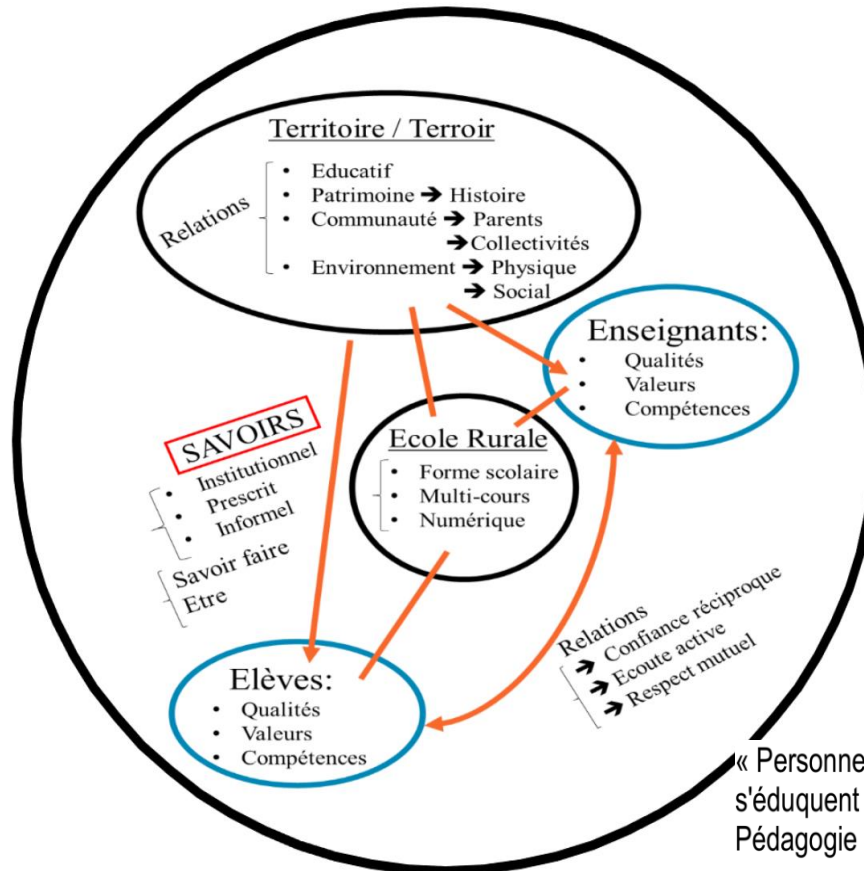 Territoire / Terroir
Relations
• Educatif
• Patrimoine ➔ Histoire
• Communauté ➔ Parents
➔Collectivités
• Environnement ➔ Physique
➔ Social
Enseignants:
• Qualités
• Valeurs
• Compétences
SAVOIRS
• Institutionnel
• Prescrit
• Informel
Savoir faire
Etre
Ecole Rurale
• Forme scolaire
• Multi-cours
• Numérique
Relations
➔ Confiance réciproque
➔ Ecoute active
➔ Respect mutuel
Elèves:
• Qualités
• Valeurs
• Compétences
« Personne
s'éduquent
Pédagogie